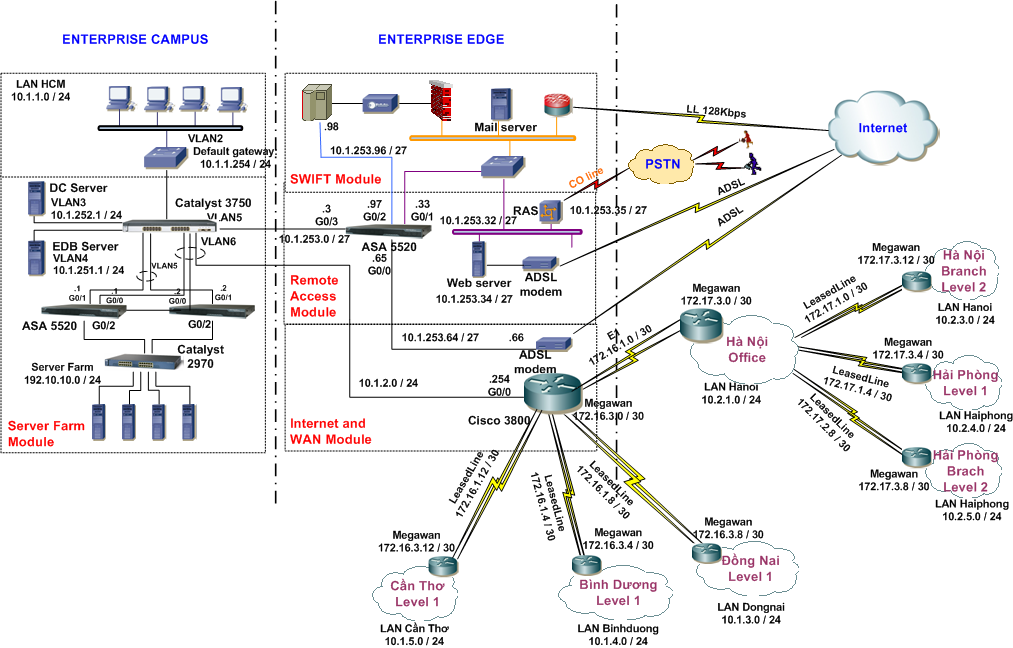 ENTERPRISE CAMPUS
ENTERPRISE EDGE
LAN HCM
10.1.1.0 / 24
VLAN2
Default gateway
10.1.1.254 / 24
DC Server
VLAN3
10.1.252.1 / 24
Catalyst 3750
VLAN5
EDB Server
VLAN4
10.1.251.1 / 24
VLAN6
VLAN5
.1
G0/1
.1
G0/0
.2
G0/0
.2
G0/1
ASA 5520
G0/2
G0/2
Catalyst
2970
Server Farm
192.10.10.0 / 24
Server Farm
Module
.98
10.1.253.96 / 27
Mail server
SWIFT Module
.3
G0/3
.97
G0/2
.33
G0/1
10.1.253.0 / 27
ASA 5520
.65
G0/0
10.1.253.32 / 27
RAS
10.1.253.35 / 27
CO line
PSTN
LL 128Kbps
Internet
ADSL
ADSL
Web server
10.1.253.34 / 27
ADSL
modem
Remote
Access
Module
10.1.253.64 / 27
.66
ADSL
modem
10.1.2.0 / 24
.254
G0/0
Cisco 3800
Internet and
WAN Module
Megawan
172.16.3.0 / 30
E1
172.16.1.0 / 30
Megawan
172.17.3.0 / 30
Hà Nội
Office
LAN Hanoi
10.2.1.0 / 24
LeasedLine
172.17.1.0 / 30
Megawan
172.17.3.12 / 30
Hà Nội
Branch
Level 2
LAN Hanoi
10.2.3.0 / 24
LeasedLine
172.17.1.4 / 30
Megawan
172.17.3.4 / 30
Hải Phòng
Level 1
LAN Haiphong
10.2.4.0 / 24
LeasedLine
172.17.2.8 / 30
Megawan
172.17.3.8 / 30
Hải Phòng
Brach
Level 2
LAN Haiphong
10.2.5.0 / 24
LeasedLine
172.16.1.12 / 30
LeasedLine
172.16.1.4 / 30
LeasedLine
172.16.1.8 / 30
Megawan
172.16.3.12 / 30
Cần Thơ
Level 1
LAN Cần Thơ
10.1.5.0 / 24
Megawan
172.16.3.4 / 30
Bình Dương
Level 1
LAN Binhduong
10.1.4.0 / 24
Megawan
172.16.3.8 / 30
Đồng Nai
Level 1
LAN Dongnai
10.1.3.0 / 24